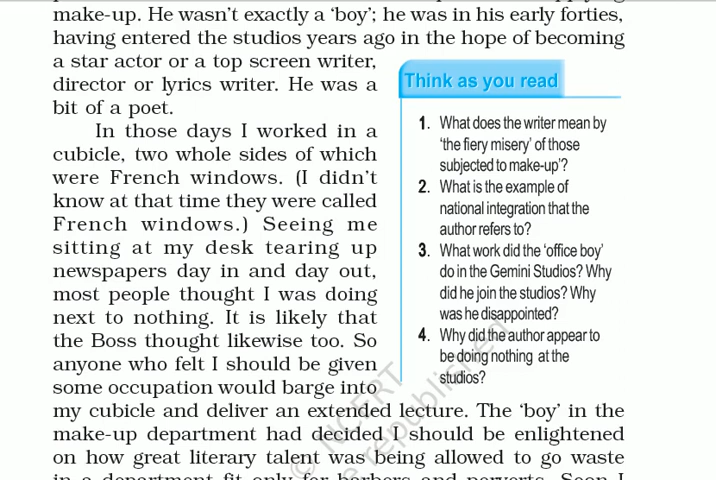 make-up. He wasn't exactly a 'boy'; he was in his early forties,
having entered the studios years ago in the hope of becoming
a star actor or a top screen writer,
director or lyrics writer. He was a
bit of a poet.
In those days I worked in a
cubicle, two whole sides of which
were French windows. (I didn't
know at that time they were called
French windows.) Seeing me
sitting at my desk tearing up
newspapers day in and day out,
most people thought I was doing
next to nothing. It is likely that
the Boss thought likewise too. So
anyone who felt I should be given
some occupation would barge into
my cubicle and deliver an extended lecture. The 'boy' in the
make-up department had decided I should be enlightened
on how great literary talent was being allowed to go waste
in a department fit only for barbers and perverts. Soon I
Think as you read
1. What does the writer mean by
'the fiery misery' of those
subjected to make-up'?
2. What is the example of
national integration that the
author refers to?
3. What work did the 'office boy'
do in the Gemini Studios? Why
did he join the studios? Why
was he disappointed?
4. Why did the author appear to
be doing nothing at the
studios?
© NCERT
be republished